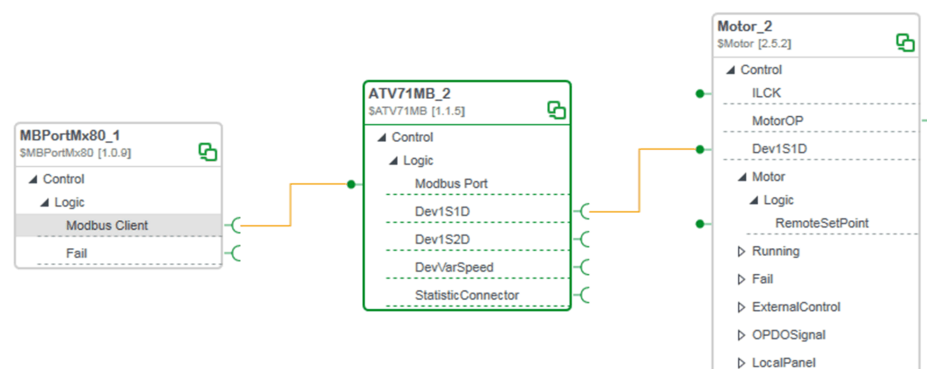 MBPortMx80_1
$MBPortMx80 [1.0.9]
Control
Logic
Modbus Client
Fail
ATV71MB_2
$ATV71MB [1.1.5]
Control
Logic
Modbus Port
Dev1S1D
Dev1S2D
DevVarSpeed
StatisticConnector
Motor_2
$Motor [2.5.2]
Control
ILCK
MotorOP
Dev1S1D
Motor
Logic
RemoteSetPoint
Running
Fail
ExternalControl
OPDOSignal
LocalPanel